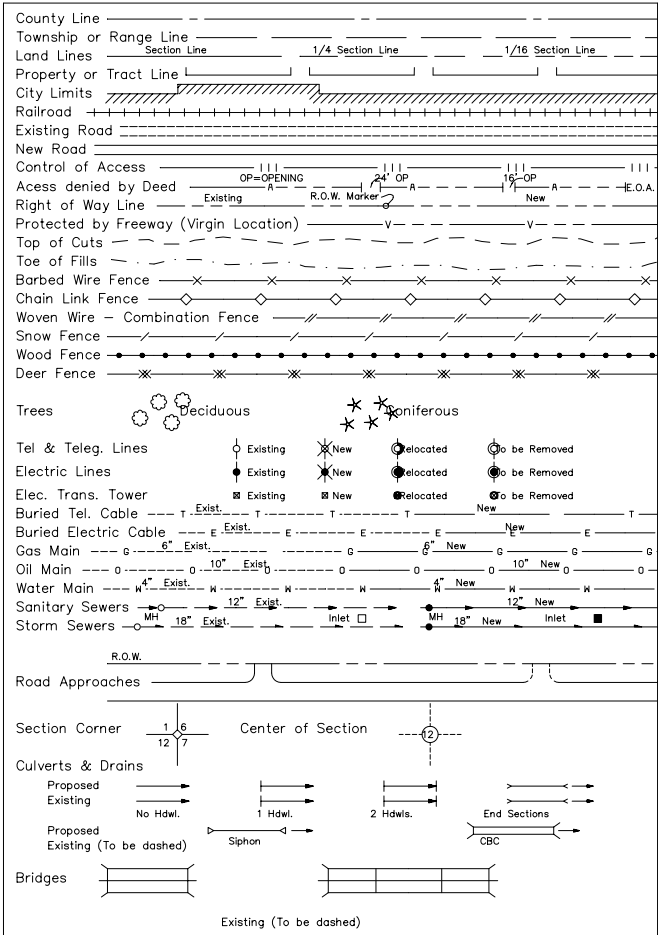 County Line
Township or Range Line
Land Lines Section Line 1/4 Section Line 1/16 Section Line
Property or Tract Line
City Limits
Railroad
Existing Road
New Road
Control of Access
OP=OPENING 24' OP 16' OP
Acess denied by Deed A A A E.O.A.
Right of Way Line Existing R.O.W. Marker New
Protected by Freeway (Virgin Location) V V
Top of Cuts
Toe of Fills
Barbed Wire Fence
Chain Link Fence
Woven Wire – Combination Fence
Snow Fence
Wood Fence
Deer Fence
Trees Deciduous Coniferous
Tel & Teleg. Lines Existing New Relocated To be Removed
Electric Lines Existing New Relocated To be Removed
Elec. Trans. Tower Existing New Relocated To be Removed
Buried Tel. Cable T Exist. T T T New T
Buried Electric Cable E Exist. E E E New E E
Gas Main G 6" Exist. G G 6" New G G G
Oil Main O O 10" Exist. O O O O 10" New O O
Water Main W 4" Exist. W W W W 4" New W W
Sanitary Sewers 12" Exist. 12" New
MH Inlet MH Inlet
Storm Sewers 18" Exist. 18" New
R.O.W.
Road Approaches
Section Corner 1 6 12 7 Center of Section 12
Culverts & Drains
Proposed
Existing
No Hdwl. 1 Hdwl. 2 Hdwls. End Sections
Proposed
Existing (To be dashed) Siphon CBC
Bridges
Existing (To be dashed)